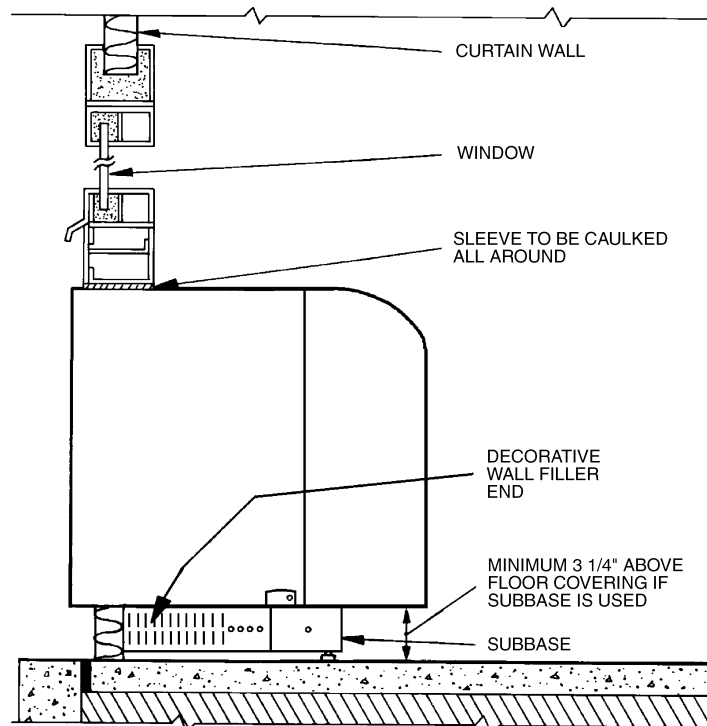 CURTAIN WALL
WINDOW
SLEEVE TO BE CAULKED
ALL AROUND
DECORATIVE
WALL FILLER
END
MINIMUM 3 1/4" ABOVE
FLOOR COVERING IF
SUBBASE IS USED
SUBBASE